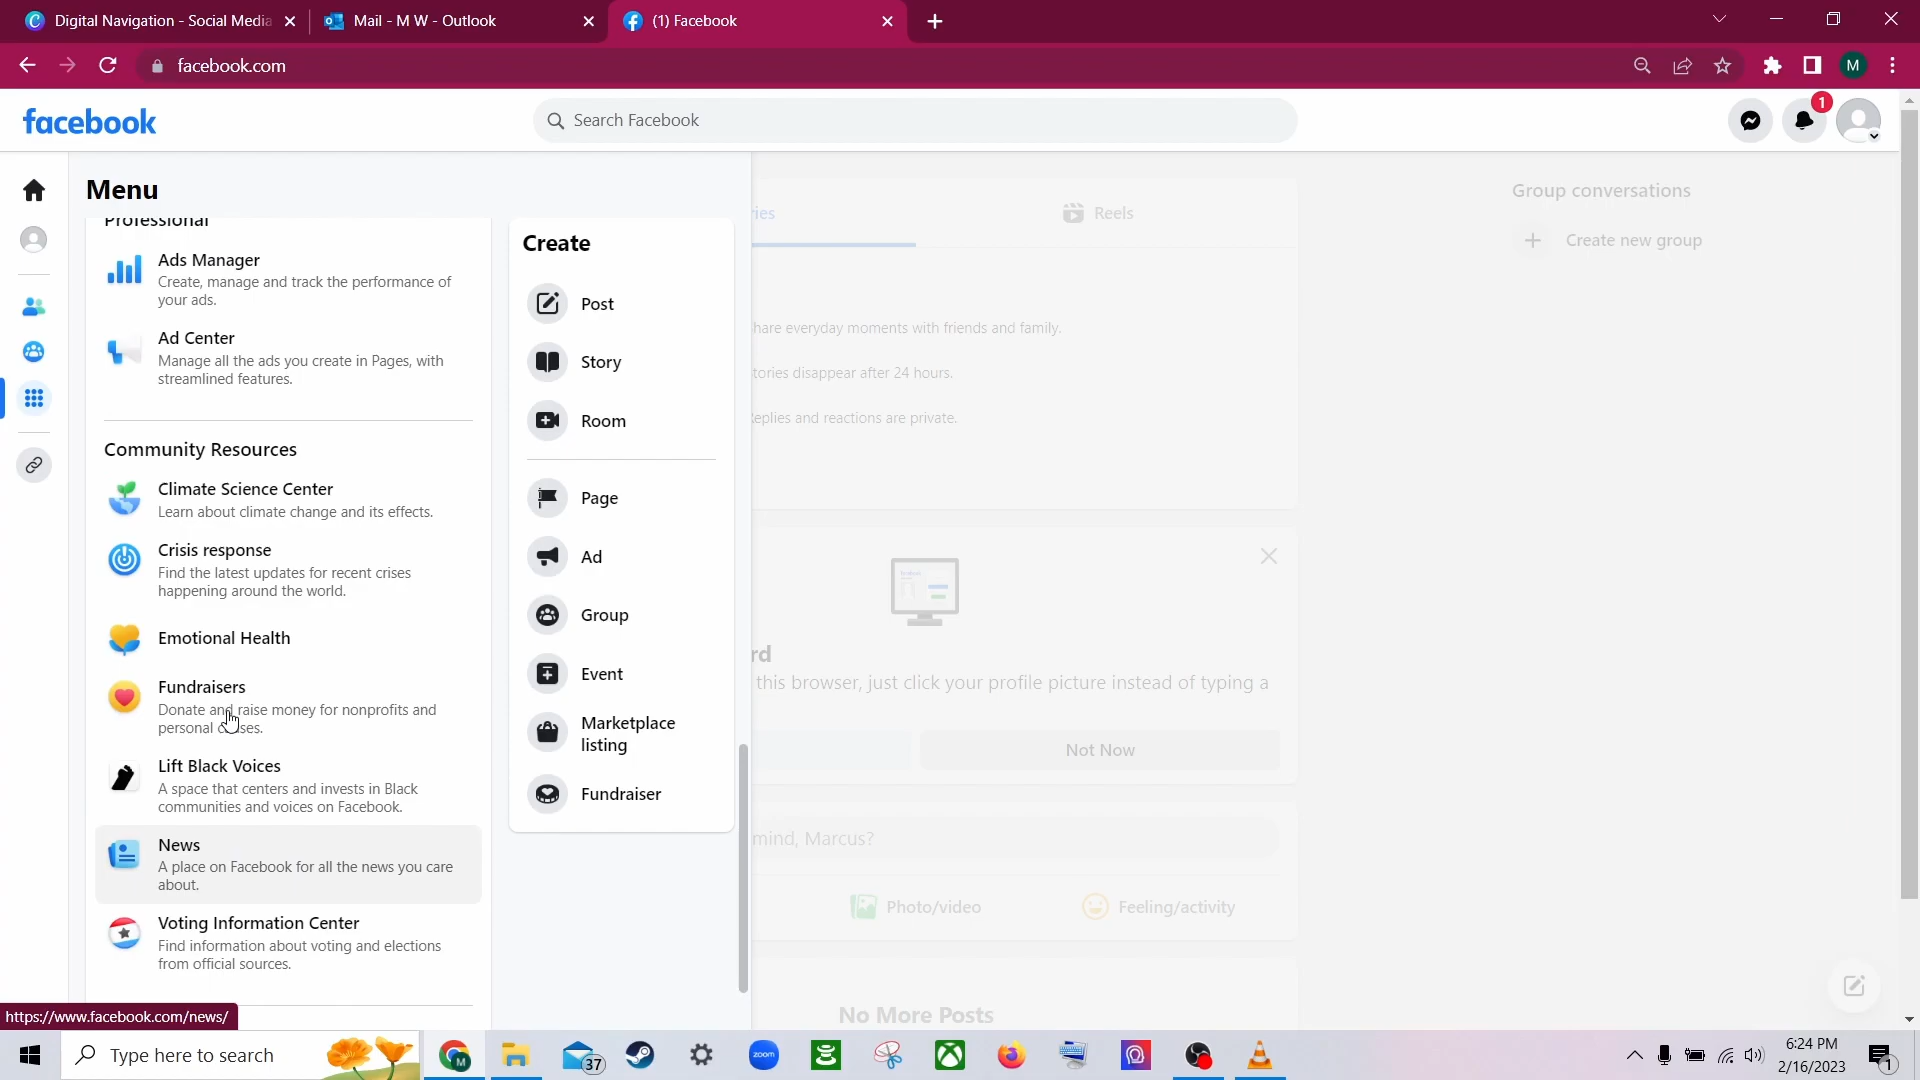 Digital Navigation - Social Media
Mail - M W - Outlook
(1) Facebook
facebook.com
M
facebook
Search Facebook
1
Menu
Professional
Ads Manager
Create, manage and track the performance of
your ads.
Ad Center
Manage all the ads you create in Pages, with
streamlined features.
Community Resources
Climate Science Center
Learn about climate change and its effects.
Crisis response
Find the latest updates for recent crises
happening around the world.
Emotional Health
Fundraisers
Donate and raise money for nonprofits and
personal causes.
Lift Black Voices
A space that centers and invests in Black
communities and voices on Facebook.
News
A place on Facebook for all the news you care
about.
Voting Information Center
Find information about voting and elections
from official sources.
Create
Post
Story
Room
Page
Ad
Group
Event
Marketplace
listing
Fundraiser
ies
Reels
hare everyday moments with friends and family.
tories disappear after 24 hours.
eplies and reactions are private.
rd
this browser, just click your profile picture instead of typing a
Not Now
mind, Marcus?
Photo/video
Feeling/activity
No More Posts
Group conversations
Create new group
https://www.facebook.com/news/
Type here to search
M
37
zoom
6:24 PM
2/16/2023
1